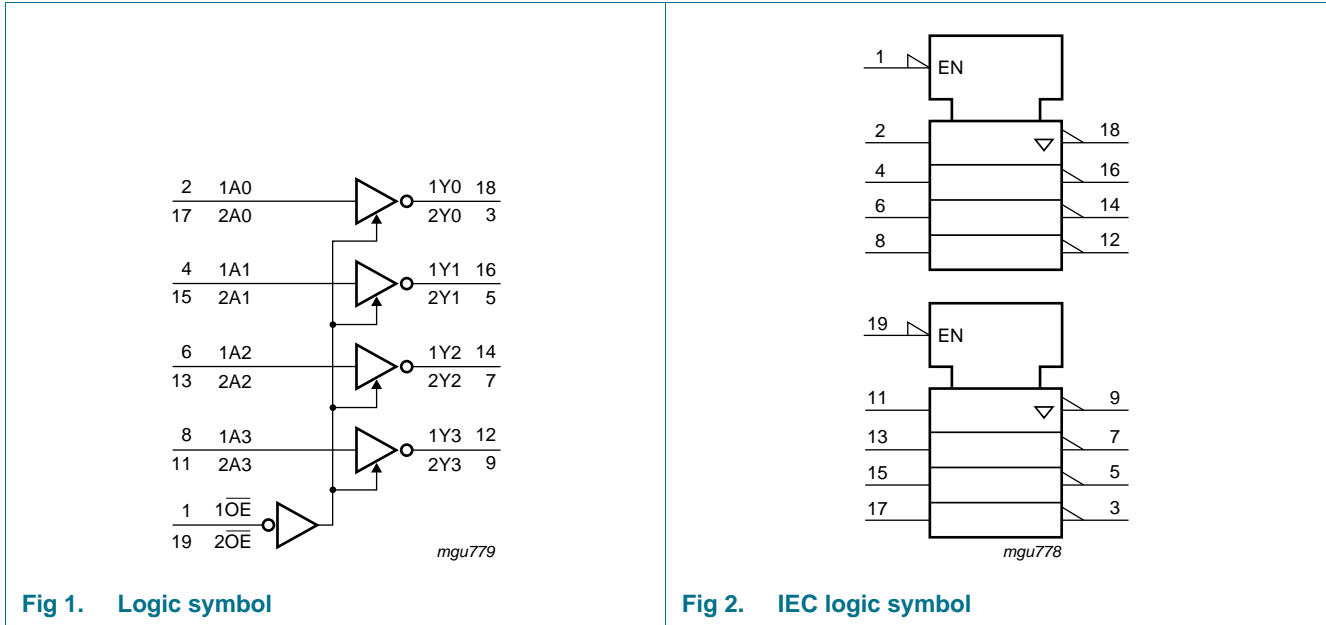 2 1A0 1Y0 18
17 2A0 2Y0 3
4 1A1 1Y1 16
15 2A1 2Y1 5
6 1A2 1Y2 14
13 2A2 2Y2 7
8 1A3 1Y3 12
11 2A3 2Y3 9
1 1O̅E̅
19 2O̅E̅
mgu779
Fig 1. Logic symbol
1 EN
2 18
4 16
6 14
8 12
19 EN
11 9
13 7
15 5
17 3
mgu778
Fig 2. IEC logic symbol